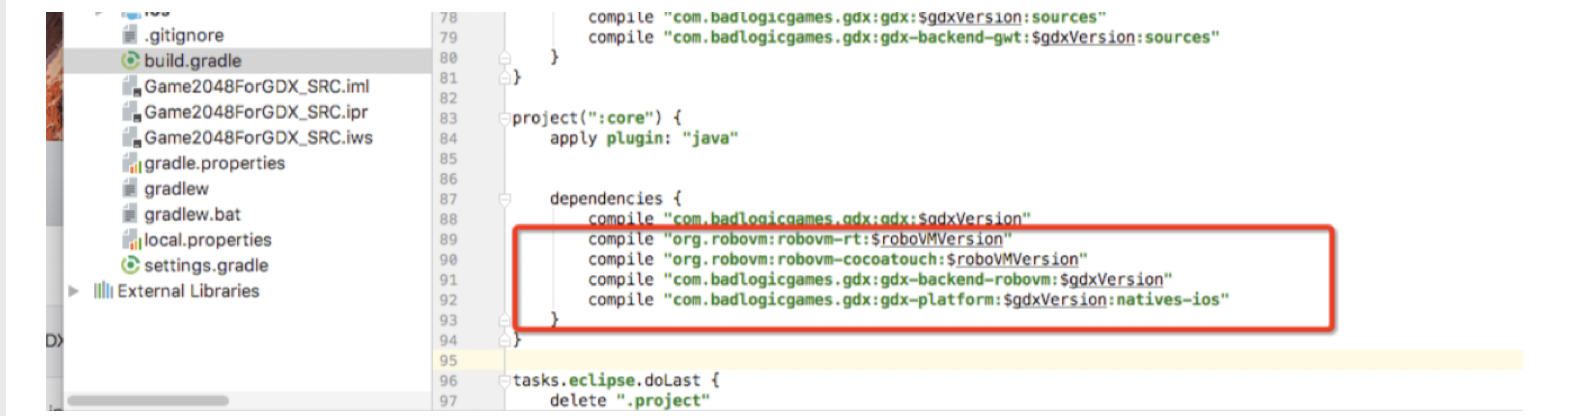 .gitignore
build.gradle
Game2048ForGDX_SRC.iml
Game2048ForGDX_SRC.ipr
Game2048ForGDX_SRC.iws
gradle.properties
gradlew
gradlew.bat
local.properties
settings.gradle
External Libraries
78 compile "com.badlogicgames.gdx:gdx:$gdxVersion:sources"
79 compile "com.badlogicgames.gdx:gdx-backend-gwt:$gdxVersion:sources"
80 }
81 }
82
83 project(":core") {
84 apply plugin: "java"
85
86
87 dependencies {
88 compile "com.badlogicgames.gdx:gdx:$gdxVersion"
89 compile "org.robovm:robovm-rt:$roboVMVersion"
90 compile "org.robovm:robovm-cocoatouch:$roboVMVersion"
91 compile "com.badlogicgames.gdx:gdx-backend-robovm:$gdxVersion"
92 compile "com.badlogicgames.gdx:gdx-platform:$gdxVersion:natives-ios"
93 }
94 }
95
96 tasks.eclipse.doLast {
97 delete ".project"